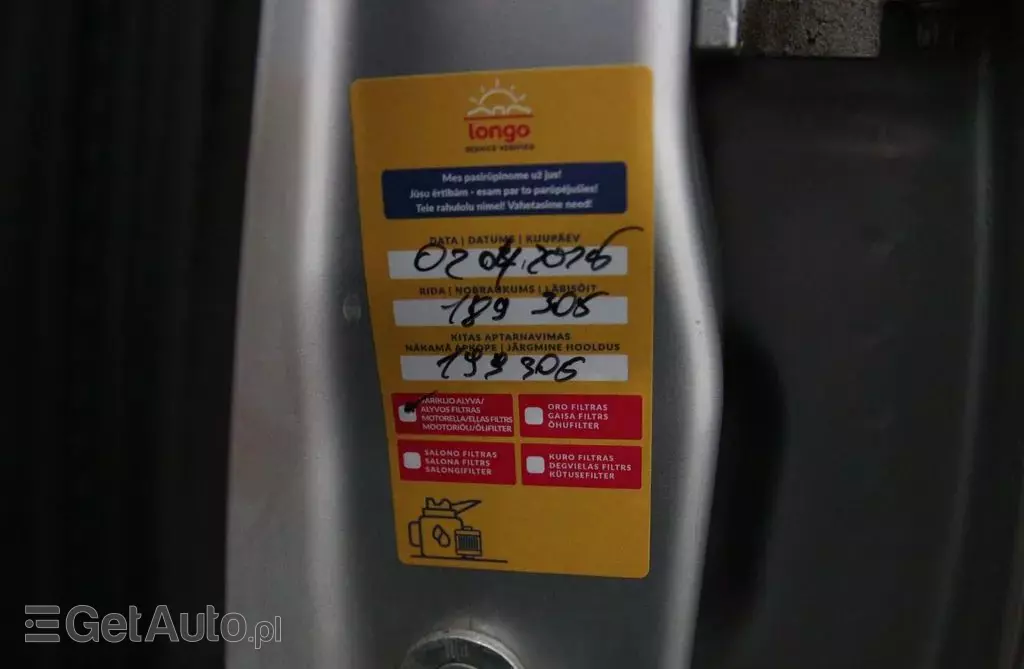 longo
SERVICE VERIFIED
Mes pasirūpinome už jus!
Jūsu ērtībām - esam par to parūpējušies!
Teie rahulolu nimel! Vahetasime need!
DATA | DATUMS | KUUPÄEV
02.04.2026
RIDA | NOBRAUKUMS | LÄBISÕIT
189 306
KITAS APTARNAVIMAS
NĀKAMĀ APKOPE | JÄRGMINE HOOLDUS
199 306
VARIKLIO ALYVA/
ALYVOS FILTRAS
MOTORELLA/ELLAS FILTRS
MOOTORIÕLI/ÕLIFILTER
ORO FILTRAS
GAISA FILTRS
ÕHUFILTER
SALONO FILTRAS
SALONA FILTRS
SALONGIFILTER
KURO FILTRAS
DEGVIELAS FILTRS
KÜTUSEFILTER
GetAuto.pl